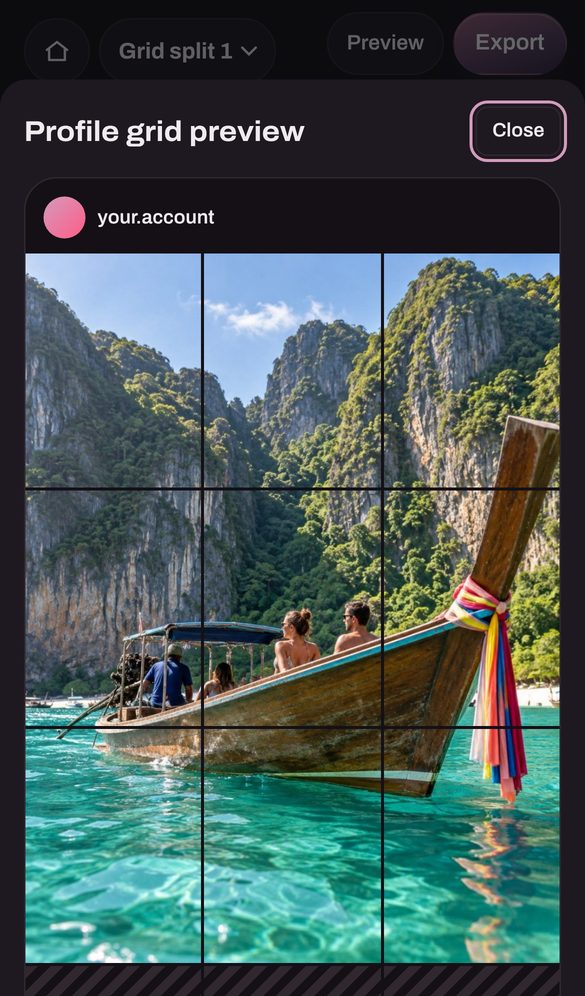 Grid split 1
Preview
Export
Profile grid preview
Close
your.account